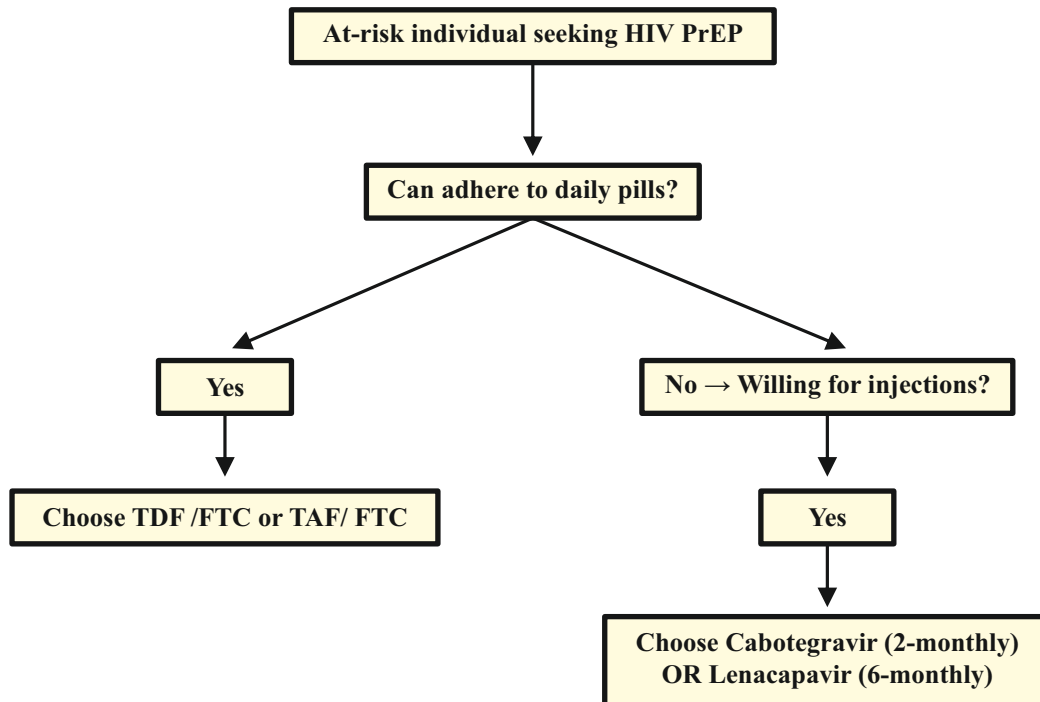 At-risk individual seeking HIV PrEP
Can adhere to daily pills?
Yes
No → Willing for injections?
Choose TDF /FTC or TAF/ FTC
Yes
Choose Cabotegravir (2-monthly)
OR Lenacapavir (6-monthly)